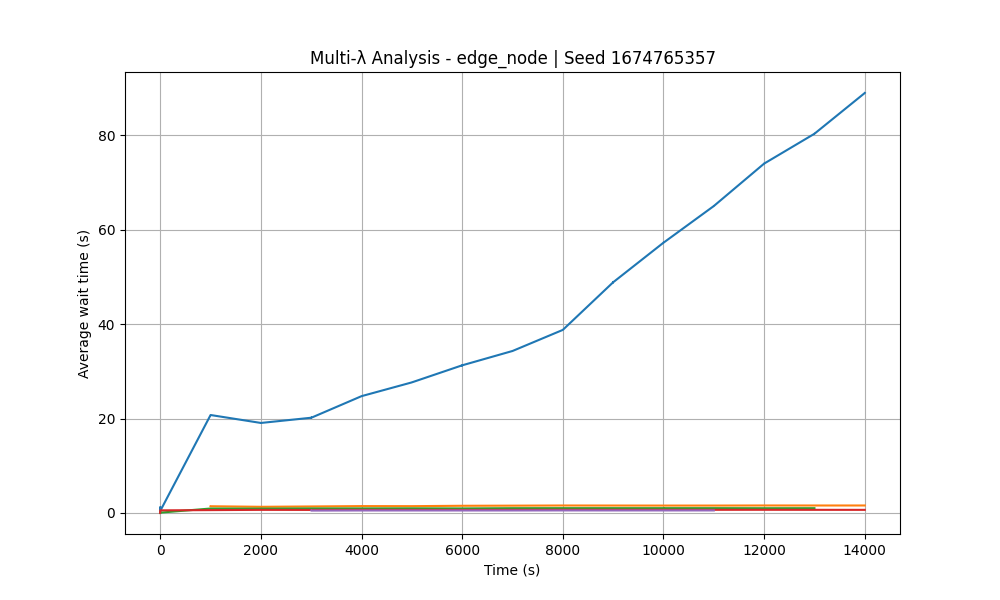 Multi-λ Analysis - edge_node | Seed 1674765357
Average wait time (s)
80
60
40
20
0
0 2000 4000 6000 8000 10000 12000 14000
Time (s)